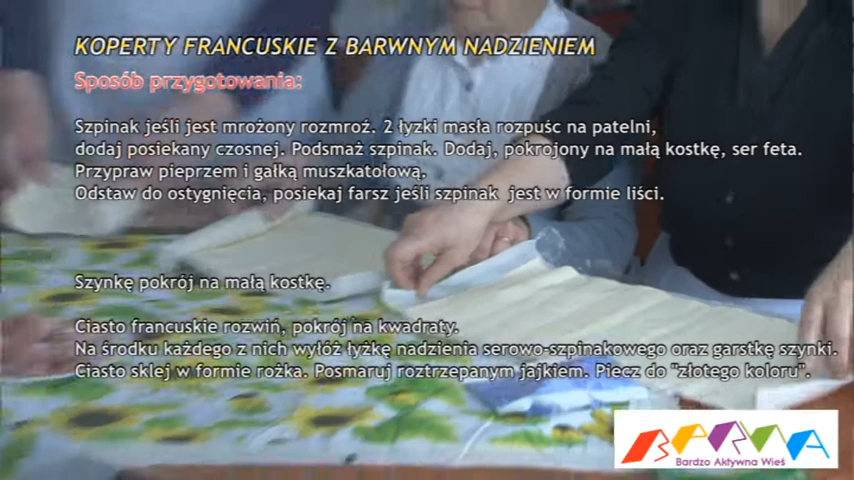 KOPERTY FRANCUSKIE Z BARWNYM NADZIENIEM
Sposób przygotowania:
Szpinak jeśli jest mrożony rozmroź. 2 łyzki masła rozpuśc na patelni,
dodaj posiekany czosnej. Podsmaż szpinak. Dodaj, pokrojony na małą kostkę, ser feta.
Przypraw pieprzem i gałką muszkatołową.
Odstaw do ostygnięcia, posiekaj farsz jeśli szpinak jest w formie liści.
Szynkę pokrój na małą kostkę.
Ciasto francuskie rozwiń, pokrój na kwadraty.
Na środku każdego z nich wyłóż łyżkę nadzienia serowo-szpinakowego oraz garstkę szynki.
Ciasto sklej w formie rożka. Posmaruj roztrzepanym jajkiem. Piecz do "złotego koloru".
BARWA
Bardzo Aktywna Wieś